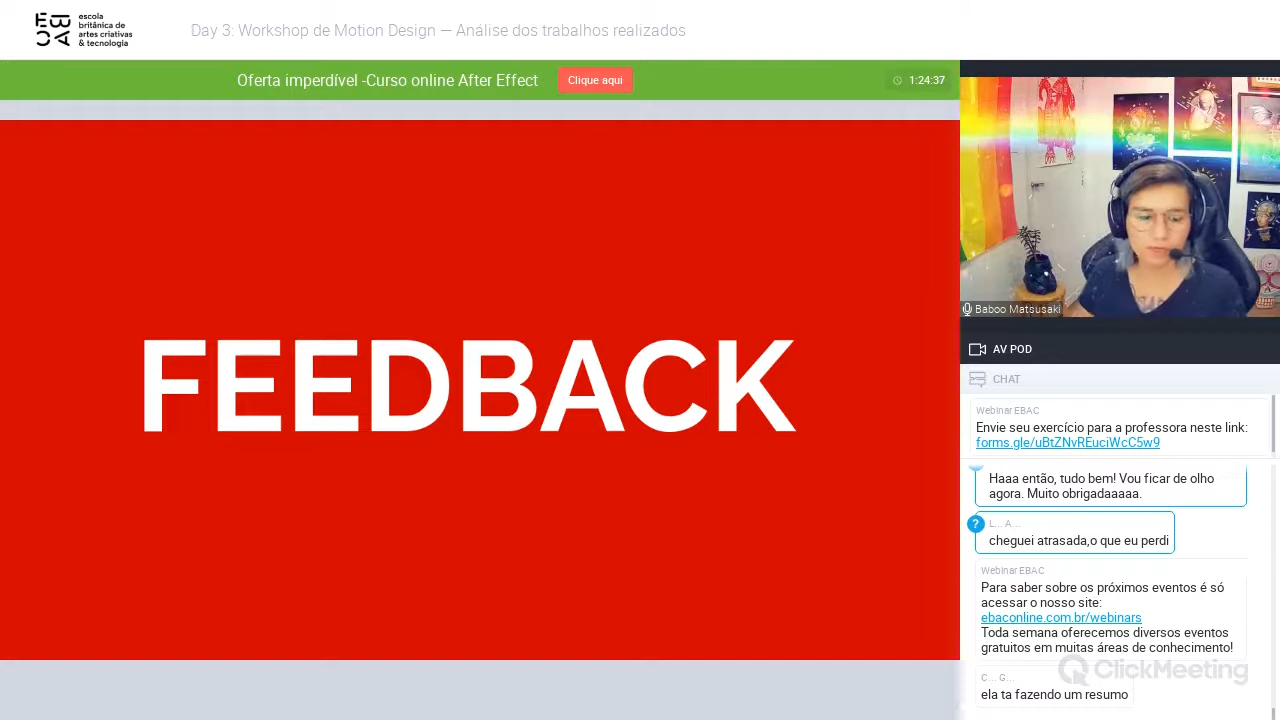 EBAC
escola
britânica de
artes criativas
& tecnologia
Day 3: Workshop de Motion Design — Análise dos trabalhos realizados
Oferta imperdível -Curso online After Effect
Clique aqui
1:24:37
FEEDBACK
Baboo Matsusaki
AV POD
CHAT
Webinar EBAC
Envie seu exercício para a professora neste link:
forms.gle/uBtZNvREuciWcC5w9
Haaa então, tudo bem! Vou ficar de olho
agora. Muito obrigadaaaaa.
?
L... A...
cheguei atrasada,o que eu perdi
Webinar EBAC
Para saber sobre os próximos eventos é só
acessar o nosso site:
ebaconline.com.br/webinars
Toda semana oferecemos diversos eventos
gratuitos em muitas áreas de conhecimento!
ClickMeeting
C... G...
ela ta fazendo um resumo